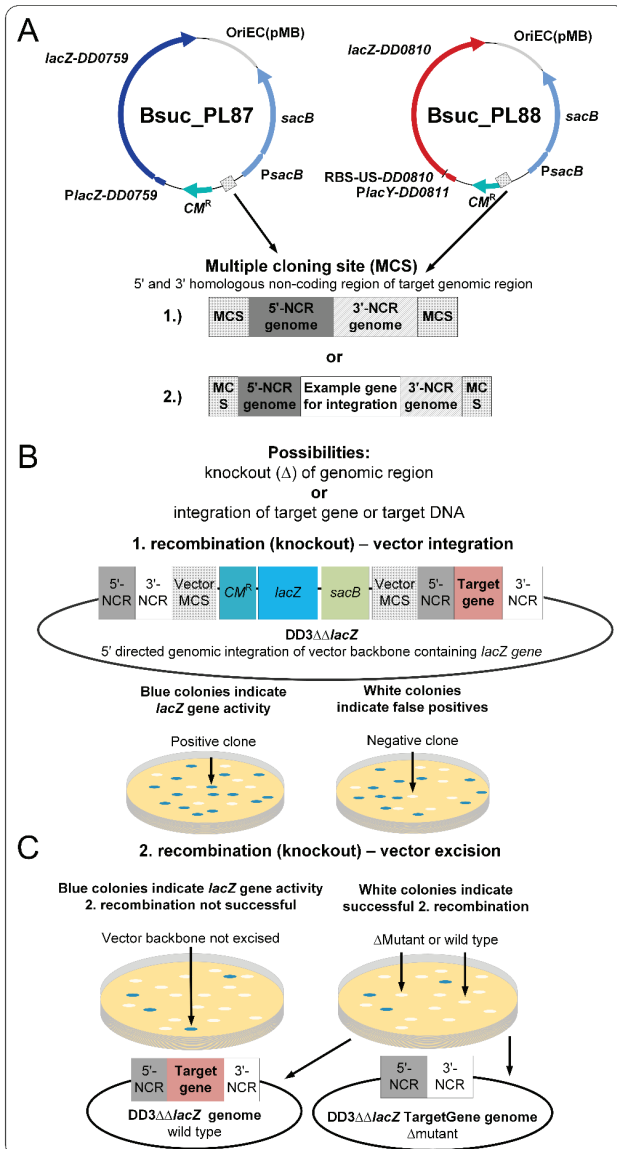 A
OriEC(pMB)
lacZ-DD0759
Bsuc_PL87
sacB
PsacB
PlacZ-DD0759
CMᴿ
OriEC(pMB)
lacZ-DD0810
Bsuc_PL88
sacB
PsacB
RBS-US-DD0810
PlacY-DD0811
CMᴿ
Multiple cloning site (MCS)
5' and 3' homologous non-coding region of target genomic region
1.)
MCS
5'-NCR
genome
3'-NCR
genome
MCS
or
2.)
MC
S
5'-NCR
genome
Example gene
for integration
3'-NCR
genome
MC
S
B
Possibilities:
knockout (Δ) of genomic region
or
integration of target gene or target DNA
1. recombination (knockout) – vector integration
5'-
NCR
3'-
NCR
Vector
MCS
CMᴿ
lacZ
sacB
Vector
MCS
5'-
NCR
Target
gene
3'-
NCR
DD3ΔΔlacZ
5' directed genomic integration of vector backbone containing lacZ gene
Blue colonies indicate
lacZ gene activity
Positive clone
White colonies
indicate false positives
Negative clone
C
2. recombination (knockout) – vector excision
Blue colonies indicate lacZ gene activity
2. recombination not successful
Vector backbone not excised
White colonies indicate
successful 2. recombination
ΔMutant or wild type
5'-
NCR
Target
gene
3'-
NCR
DD3ΔΔlacZ genome
wild type
5'-
NCR
3'-
NCR
DD3ΔΔlacZ TargetGene genome
Δmutant